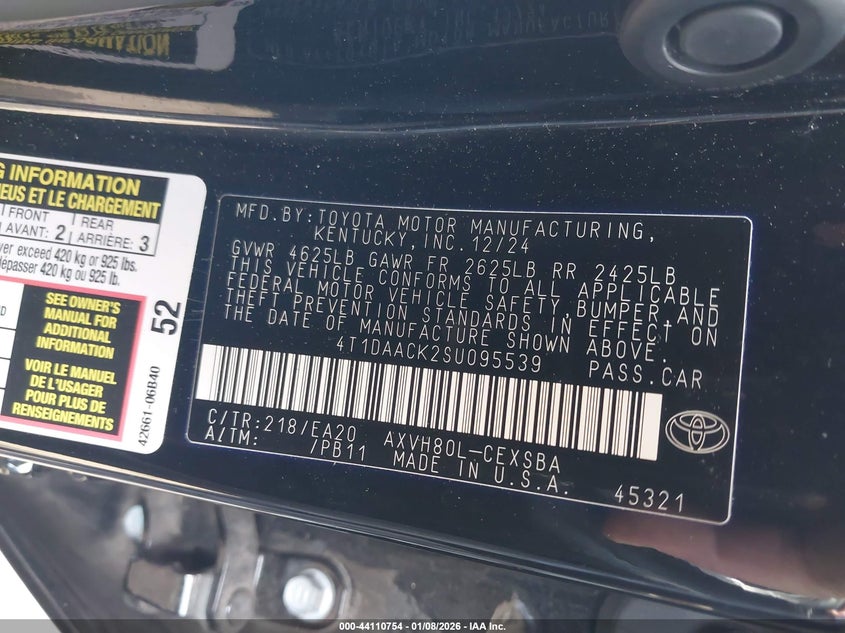 G INFORMATION
NEUS ET LE CHARGEMENT
FRONT
REAR
AVANT: 2
ARRIÈRE: 3
ver exceed 420 kg or 925 lbs.
dépasser 420 kg ou 925 lb.
SEE OWNER'S
MANUAL FOR
ADDITIONAL
INFORMATION
VOIR LE MANUEL
DE L'USAGER
POUR PLUS DE
RENSEIGNEMENTS
52
42661-06B40
MFD.BY:TOYOTA MOTOR MANUFACTURING,
KENTUCKY,INC.12/24
GVWR 4625LB GAWR FR 2625LB RR 2425LB
THIS VEHICLE CONFORMS TO ALL APPLICABLE
FEDERAL MOTOR VEHICLE SAFETY,BUMPER,AND
THEFT PREVENTION STANDARDS IN EFFECT ON
THE DATE OF MANUFACTURE SHOWN ABOVE.
4T1DAACK2SU095539 PASS.CAR
C/TR:218/EA20 AXVH80L-CEXSBA
A/TM: /PB11 MADE IN U.S.A.
45321
000-44110754 - 01/08/2026 - IAA Inc.